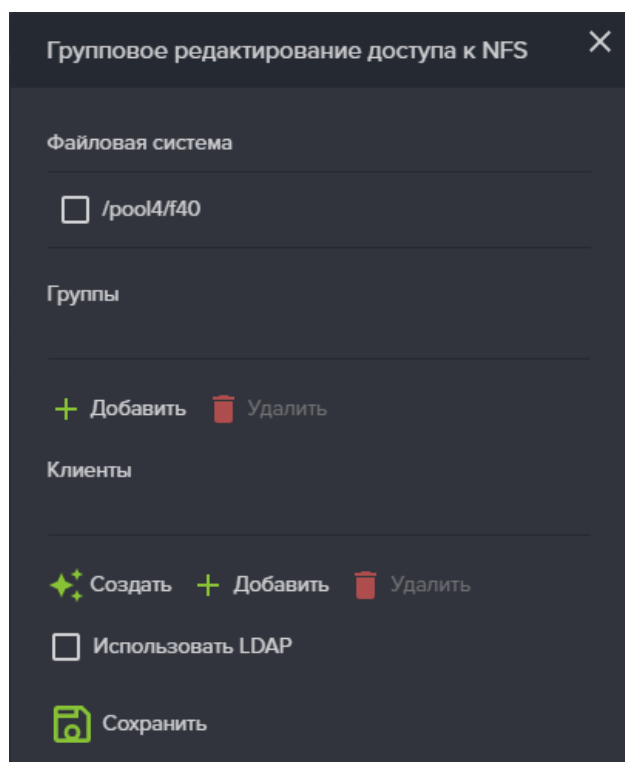 Групповое редактирование доступа к NFS
Файловая система
/pool4/f40
Группы
Добавить Удалить
Клиенты
Создать Добавить Удалить
Использовать LDAP
Сохранить